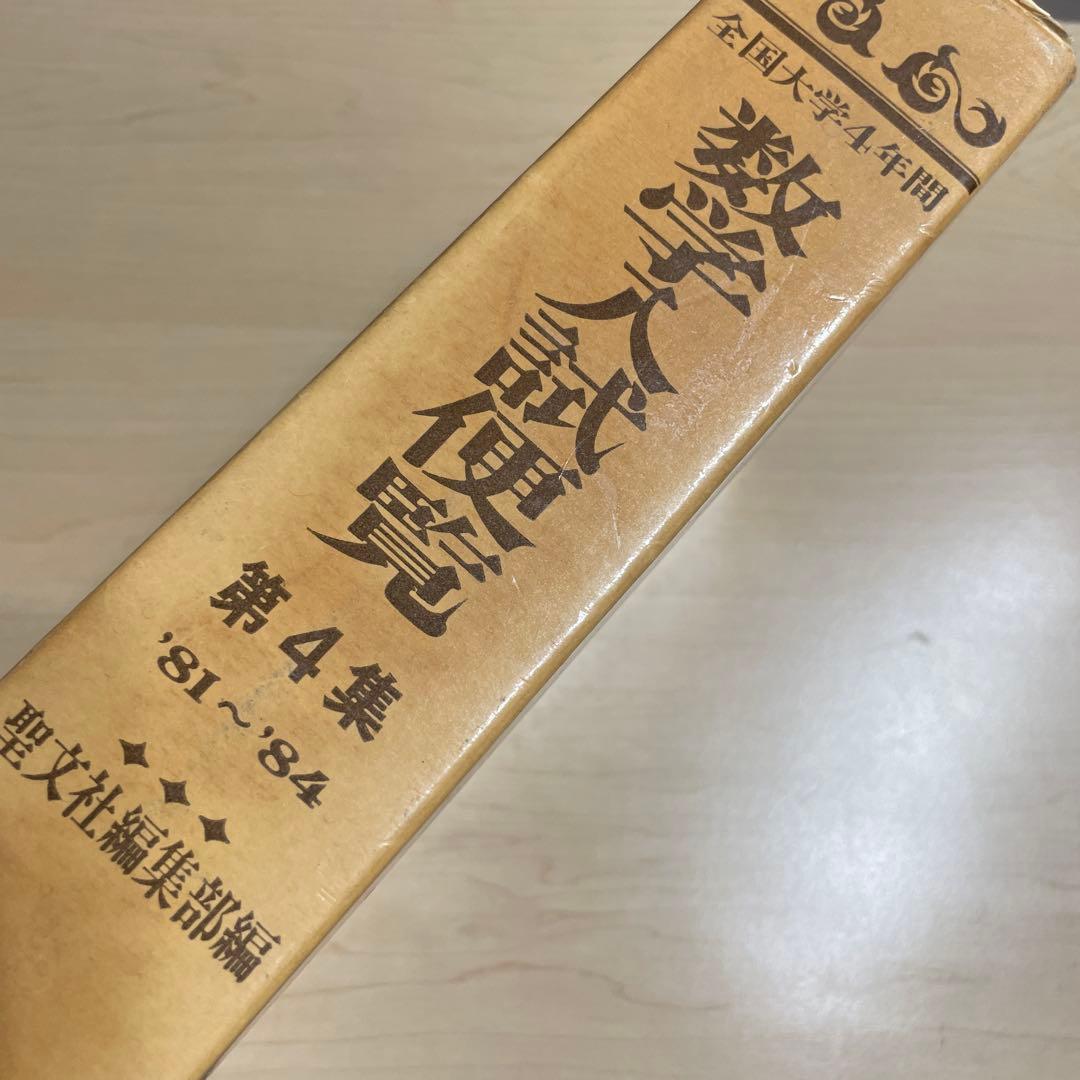 全国大学4年間
数学入試便覧
第4集
'81～'84
聖文社編集部編